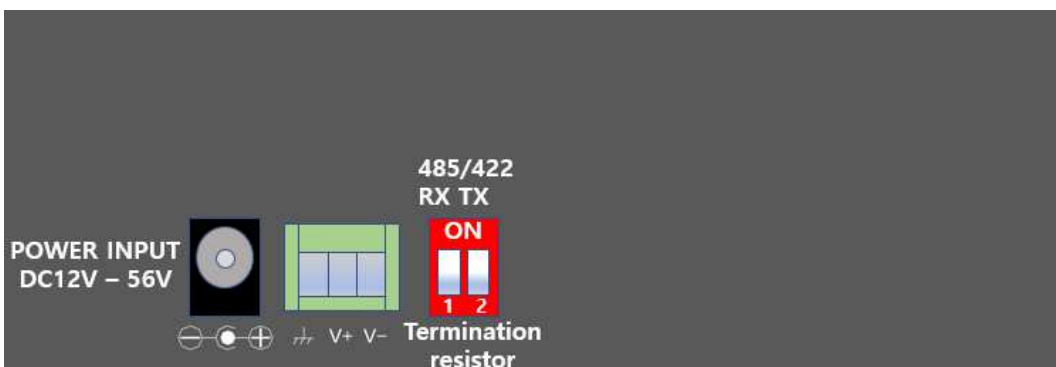 485/422
RX TX
ON
POWER INPUT
DC12V – 56V
1 2
V+ V-
Termination
resistor